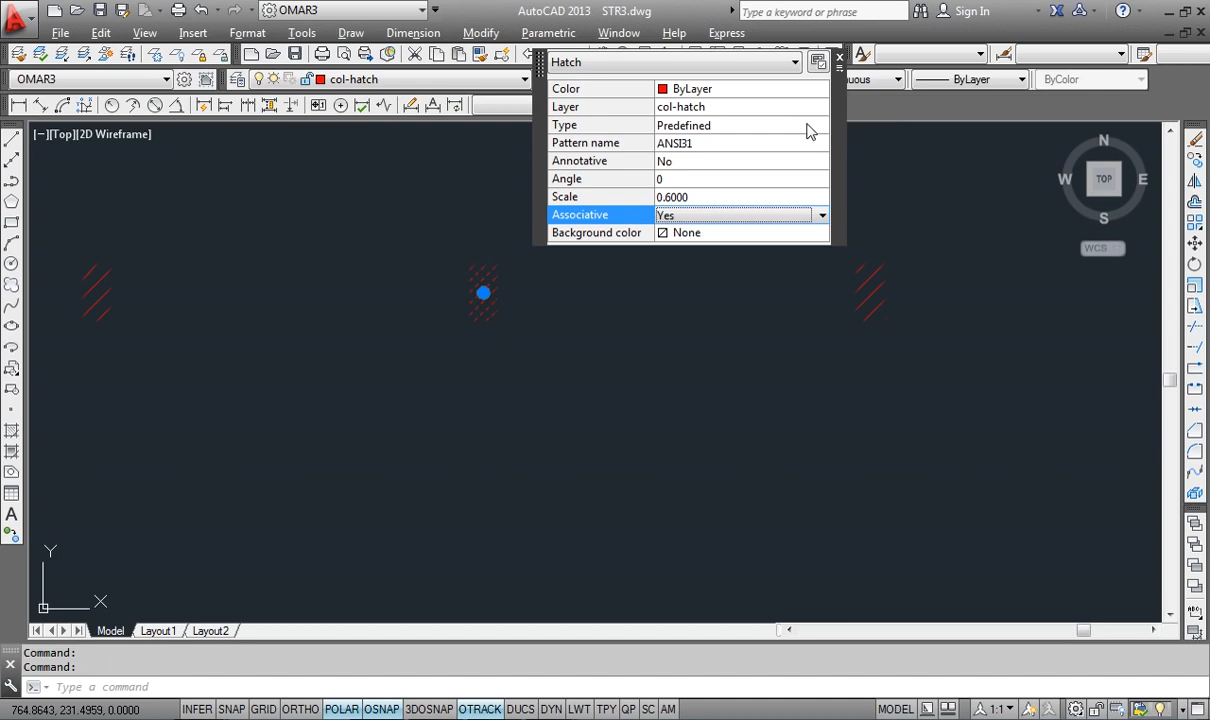 OMAR3
AutoCAD 2013 STR3.dwg
Type a keyword or phrase
Sign In
File Edit View Insert Format Tools Draw Dimension Modify Parametric Window Help Express
OMAR3
col-hatch
ByLayer
ByColor
Hatch
Color ByLayer
Layer col-hatch
Type Predefined
Pattern name ANSI31
Annotative No
Angle 0
Scale 0.6000
Associative Yes
Background color None
[−][Top][2D Wireframe]
N
W TOP E
S
WCS
Y
X
Model Layout1 Layout2
Command:
Command:
Type a command
764.8643, 231.4959, 0.0000 INFER SNAP GRID ORTHO POLAR OSNAP 3DOSNAP OTRACK DUCS DYN LWT TPY QP SC AM MODEL 1:1